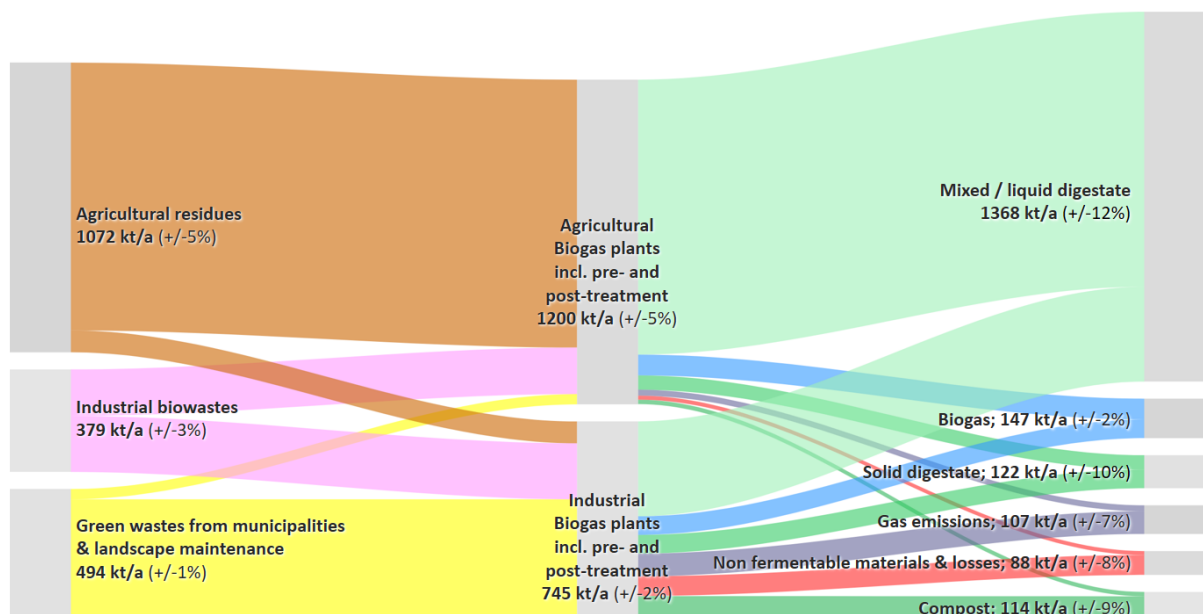 Agricultural residues
1072 kt/a (+/-5%)
Industrial biowastes
379 kt/a (+/-3%)
Green wastes from municipalities
& landscape maintenance
494 kt/a (+/-1%)
Agricultural
Biogas plants
incl. pre- and
post-treatment
1200 kt/a (+/-5%)
Industrial
Biogas plants
incl. pre- and
post-treatment
745 kt/a (+/-2%)
Mixed / liquid digestate
1368 kt/a (+/-12%)
Biogas; 147 kt/a (+/-2%)
Solid digestate; 122 kt/a (+/-10%)
Gas emissions; 107 kt/a (+/-7%)
Non fermentable materials & losses; 88 kt/a (+/-8%)
Compost; 114 kt/a (+/-9%)